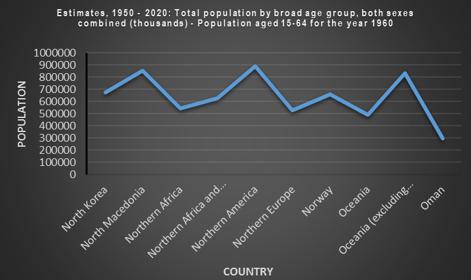 Estimates, 1950 - 2020: Total population by broad age group, both sexes
combined (thousands) - Population aged 15-64 for the year 1960
1000000
900000
800000
700000
600000
500000
400000
300000
200000
100000
0
POPULATION
North Korea
North Macedonia
Northern Africa
Northern Africa and...
Northern America
Northern Europe
Norway
Oceania
Oceania (excluding...
Oman
COUNTRY